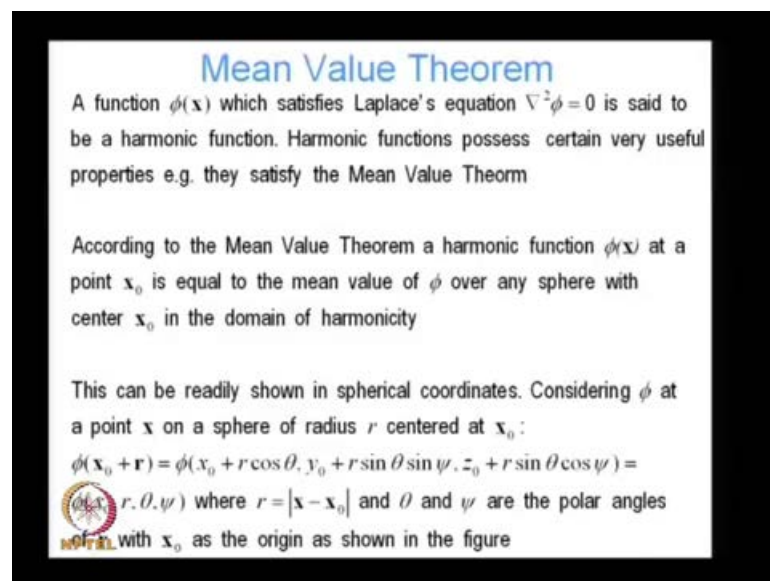 Mean Value Theorem
A function ϕ(x) which satisfies Laplace's equation ∇²ϕ = 0 is said to
be a harmonic function. Harmonic functions possess certain very useful
properties e.g. they satisfy the Mean Value Theorm
According to the Mean Value Theorem a harmonic function ϕ(x) at a
point x₀ is equal to the mean value of ϕ over any sphere with
center x₀ in the domain of harmonicity
This can be readily shown in spherical coordinates. Considering ϕ at
a point x on a sphere of radius r centered at x₀ :
ϕ(x₀ + r) = ϕ(x₀ + r cos θ, y₀ + r sin θ sin ψ, z₀ + r sin θ cos ψ) =
r, θ, ψ) where r = |x − x₀| and θ and ψ are the polar angles
of with x₀ as the origin as shown in the figure
NPTEL